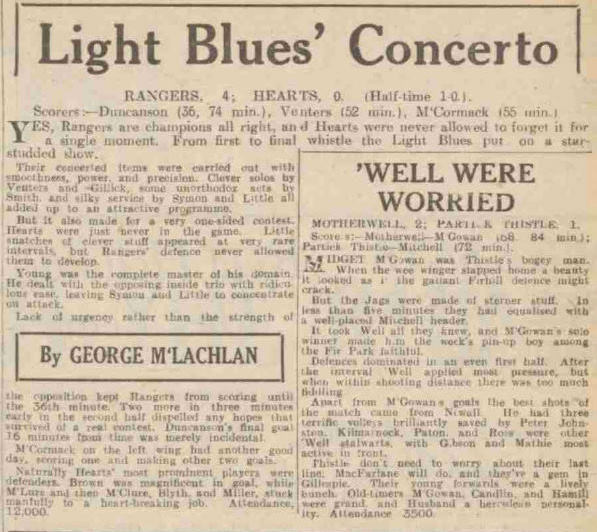 Light Blues' Concerto
RANGERS, 4; HEARTS, 0. (Half-time 1-0.).
Scorers:—Duncanson (36, 74 min.), Venters (52 min.), M'Cormack (55 min.)
YES, Rangers are champions all right, and Hearts were never allowed to forget it for
a single moment. From first to final whistle the Light Blues put on a star-
studded show.
Their concerted items were carried out with
smoothness, power, and precision. Clever solos by
Venters and Gillick, some unorthodox acts by
Smith, and silky service by Symon and Little all
added up to an attractive programme.
But it also made for a very one-sided contest.
Hearts were just never in the game. Little
snatches of clever stuff appeared at very rare
intervals, but Rangers' defence never allowed
them to develop.
Young was the complete master of his domain.
He dealt with the opposing inside trio with ridicu-
lous ease, leaving Symon and Little to concentrate
on attack.
Lack of urgency rather than the strength of
By GEORGE M'LACHLAN
the opposition kept Rangers from scoring until
the 36th minute. Two more in three minutes
early in the second half dispelled any hopes that
survived of a real contest. Duncanson's final goal
16 minutes from time was merely incidental.
M'Cormack on the left wing had another good
day, scoring one and making other two goals.
Naturally Hearts' most prominent players were
defenders. Brown was magnificent in goal, while
M'Lure and then M'Clure, Blyth, and Miller, stuck
manfully to a heart-breaking job. Attendance,
12,000.
'WELL WERE
WORRIED
MOTHERWELL, 2; PARTICK THISTLE, 1.
Scorers:—Motherwell—M'Gowan (68, 84 min.);
Partick Thistle—Mitchell (72 min.).
MIDGET M'Gowan was Thistle's bogey man.
When the wee winger slapped home a beauty
it looked as if the gallant Firhill defence might
crack.
But the Jags were made of sterner stuff. In
less than five minutes they had equalised with
a well-placed Mitchell header.
It took Well all they knew, and M'Gowan's solo
winner made him the week's pin-up boy among
the Fir Park faithful.
Defences dominated in an even first half. After
the interval 'Well applied most pressure, but
when within shooting distance there was too much
fiddling
Apart from M'Gowan's goals the best shots of
the match came from Newall. He had three
terrific volleys brilliantly saved by Peter John-
ston. Kilmarnock, Paton, and Ross were other
'Well stalwarts, with Gibson and Mathie most
active in front.
Thistle don't need to worry about their last
line. MacFarlane will do, and they've a gem in
Gillespie. Their young forwards are a lively
bunch. Old-timers M'Gowan, Candlin, and Hamill
were grand, and Husband a herculean personal-
ity. Attendance 3500.